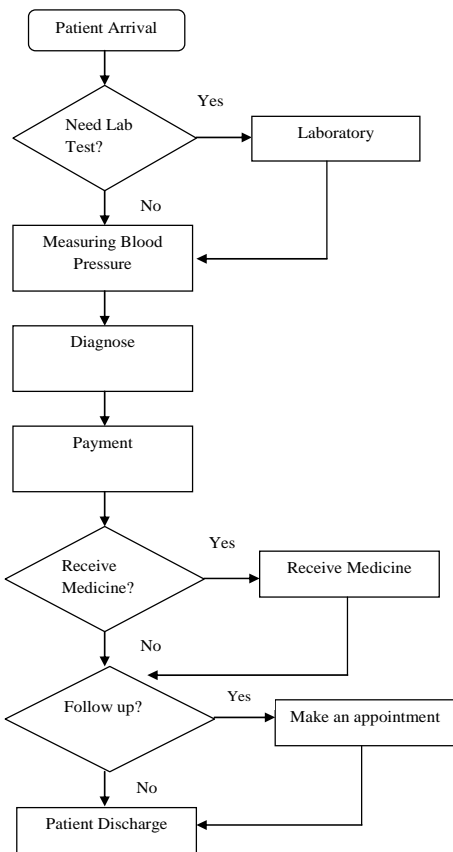 Patient Arrival
Yes
Need Lab
Test?
Laboratory
No
Measuring Blood
Pressure
Diagnose
Payment
Yes
Receive
Medicine?
Receive Medicine
No
Follow up?
Yes
Make an appointment
No
Patient Discharge